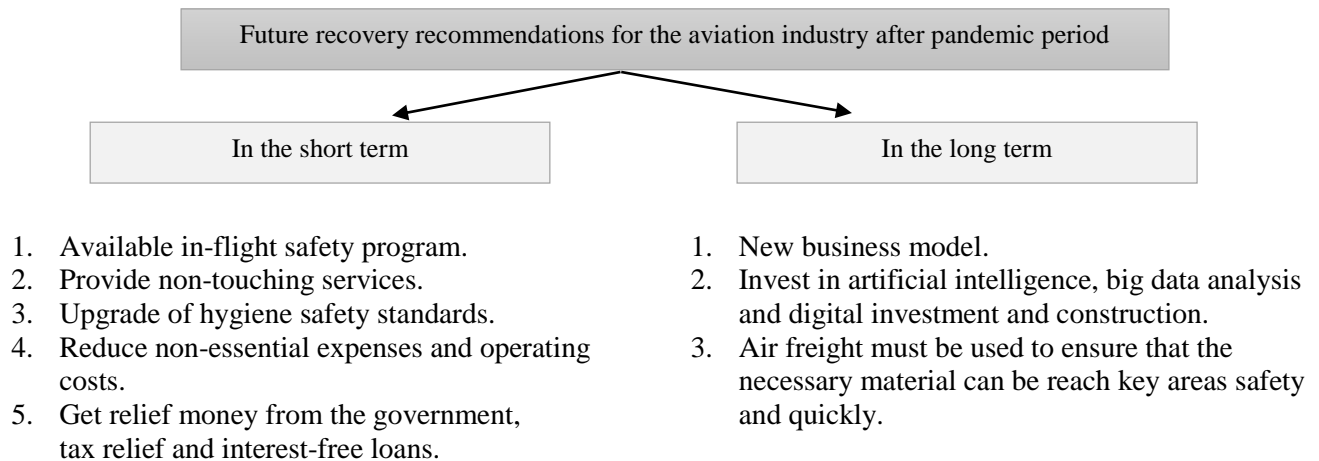 Future recovery recommendations for the aviation industry after pandemic period
In the short term
1. Available in-flight safety program.
2. Provide non-touching services.
3. Upgrade of hygiene safety standards.
4. Reduce non-essential expenses and operating
costs.
5. Get relief money from the government,
tax relief and interest-free loans.
In the long term
1. New business model.
2. Invest in artificial intelligence, big data analysis
and digital investment and construction.
3. Air freight must be used to ensure that the
necessary material can be reach key areas safety
and quickly.